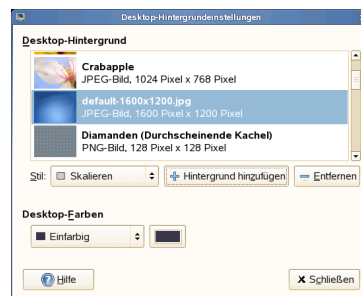 Desktop-Hintergrundeinstellungen
Desktop-Hintergrund
Crabapple
JPEG-Bild, 1024 Pixel x 768 Pixel
default-1600x1200.jpg
JPEG-Bild, 1600 Pixel x 1200 Pixel
Diamanden (Durchscheinende Kachel)
PNG-Bild, 128 Pixel x 128 Pixel
Stil: Skalieren Hintergrund hinzufügen Entfernen
Desktop-Farben
Einfarbig
Hilfe Schließen